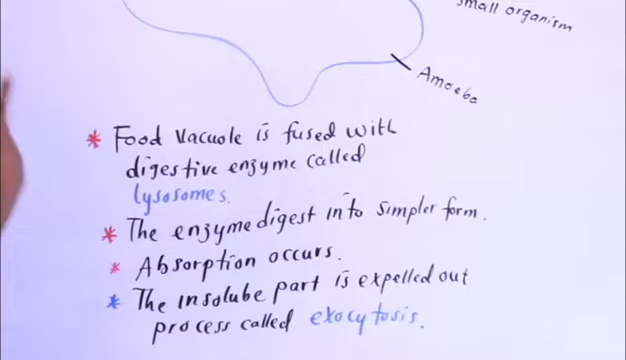 small organism
Amoeba
* Food vacuole is fused with
digestive enzyme called
lysosomes.
* The enzyme digest into simpler form.
* Absorption occurs.
* The insolube part is expelled out
process called exocytosis.